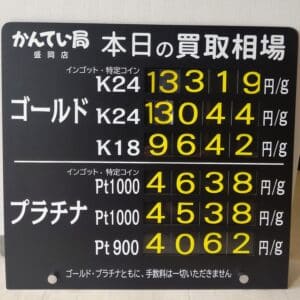 かんてい局 盛岡店 本日の買取相場
インゴット・特定コイン
K24 13319円/g
ゴールド K24 13044円/g
K18 9642円/g
インゴット・特定コイン
Pt1000 4638円/g
プラチナ Pt1000 4538円/g
Pt900 4062円/g
ゴールド・プラチナともに、手数料は一切いただきません